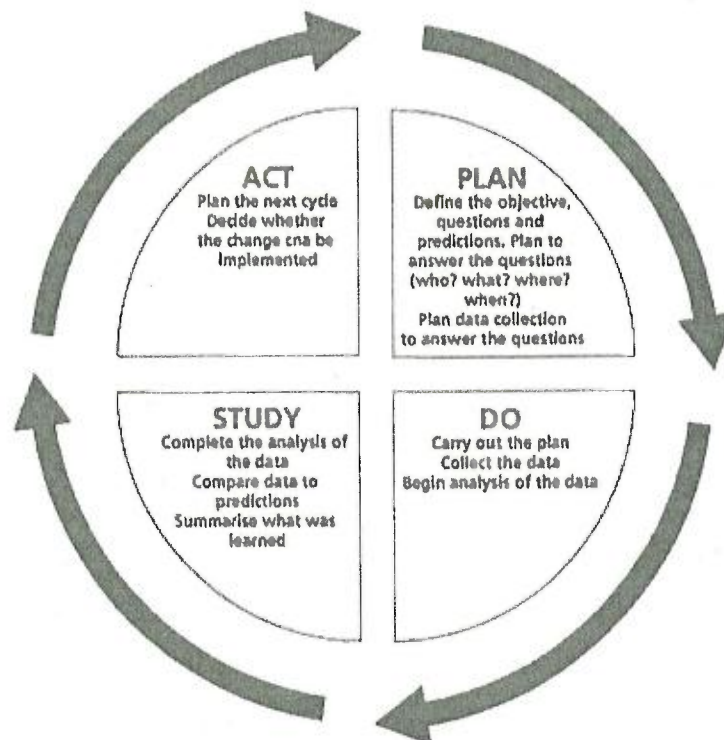 ACT
Plan the next cycle
Decide whether
the change cna be
implemented
PLAN
Define the objective,
questions and
predictions. Plan to
answer the questions
(who? what? where?
when?)
Plan data collection
to answer the questions
STUDY
Complete the analysis of
the data
Compare data to
predictions
Summarise what was
learned
DO
Carry out the plan
Collect the data
Begin analysis of the data